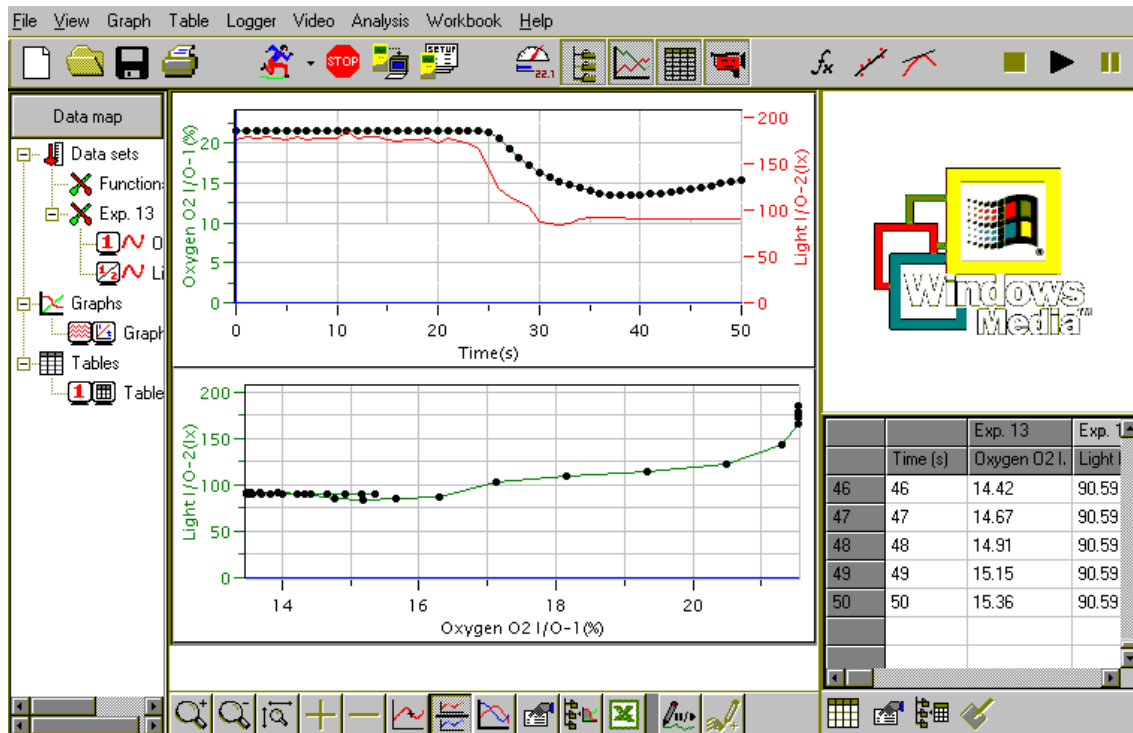 File View Graph Table Logger Video Analysis Workbook Help
STOP SETUP 22.1 fx
Data map
Data sets
Function
Exp. 13
1 O
1/2 Li
Graphs
Graph
Tables
1 Table
Oxygen O2 I/O-1(%)
20
15
10
5
0
200
150
100
50
0
Light I/O-2(lx)
0 10 20 30 40 50
Time(s)
Light I/O-2(lx)
200
150
100
50
0
14 16 18 20
Oxygen O2 I/O-1(%)
Windows
Media™
Exp. 13 Exp. 1
Time (s) Oxygen O2 I. Light I
46 46 14.42 90.59
47 47 14.67 90.59
48 48 14.91 90.59
49 49 15.15 90.59
50 50 15.36 90.59